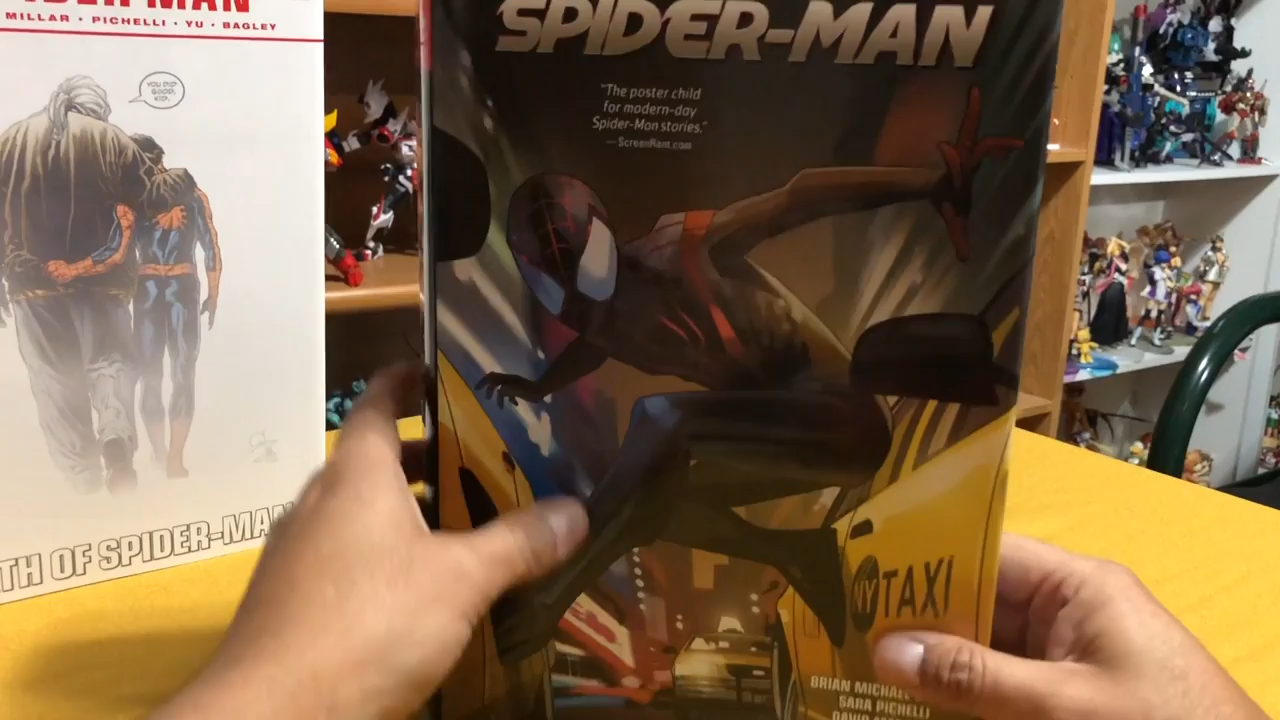 MILLAR • PICHELLI • YU • BAGLEY
YOU DID
GOOD,
KID.
TH OF SPIDER-MAN
SPIDER-MAN
"The poster child
for modern-day
Spider-Man stories."
— ScreenRant.com
NY TAXI
BRIAN MICHAEL
SARA PICHELLI
DAVID